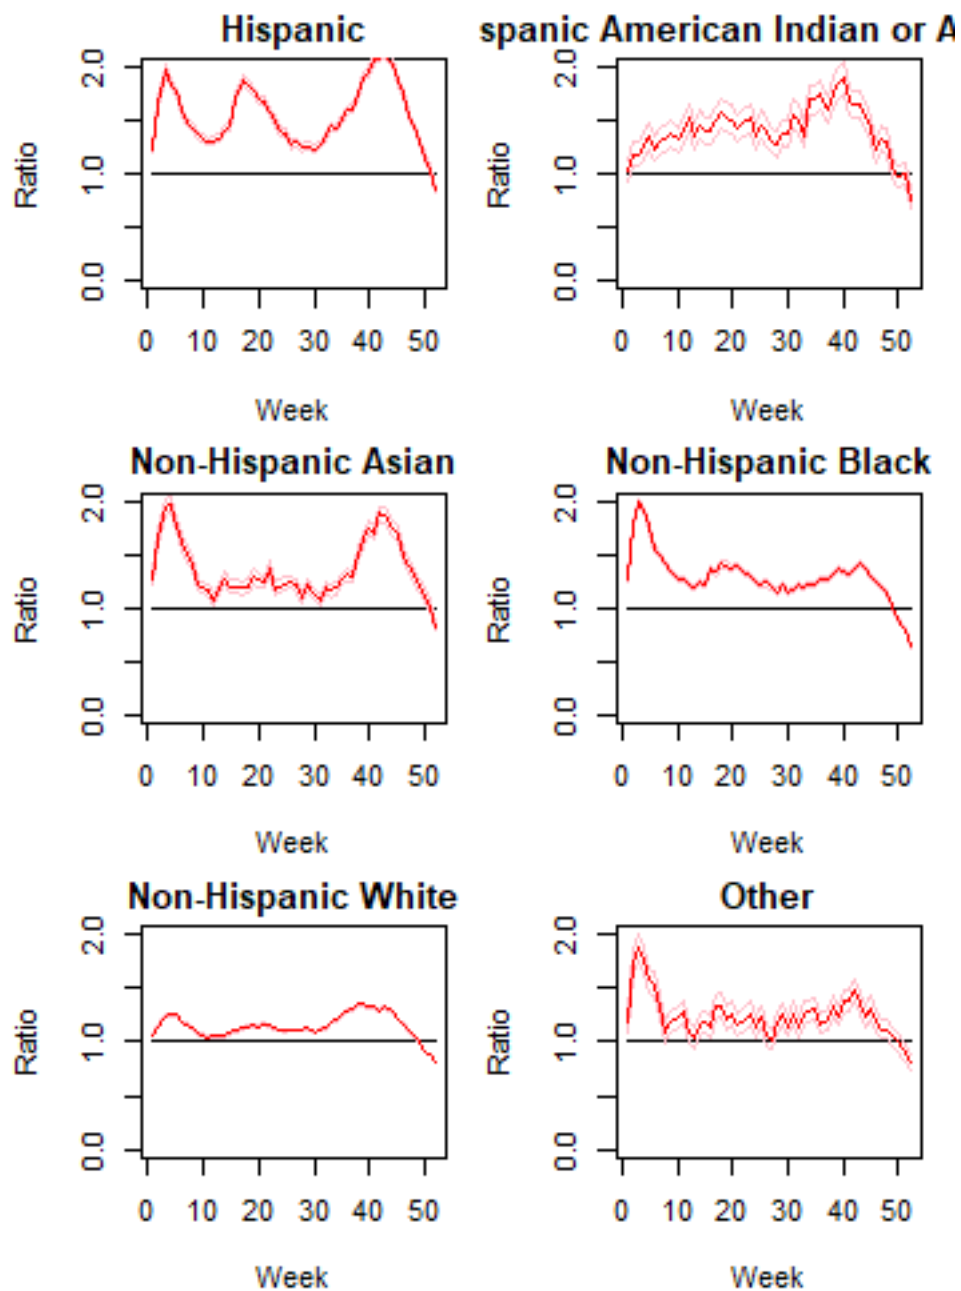 Hispanic
spanic American Indian or A
Ratio
0.0 1.0 2.0
0 10 20 30 40 50
Week
Ratio
0.0 1.0 2.0
0 10 20 30 40 50
Week
Non-Hispanic Asian
Non-Hispanic Black
Ratio
0.0 1.0 2.0
0 10 20 30 40 50
Week
Ratio
0.0 1.0 2.0
0 10 20 30 40 50
Week
Non-Hispanic White
Other
Ratio
0.0 1.0 2.0
0 10 20 30 40 50
Week
Ratio
0.0 1.0 2.0
0 10 20 30 40 50
Week